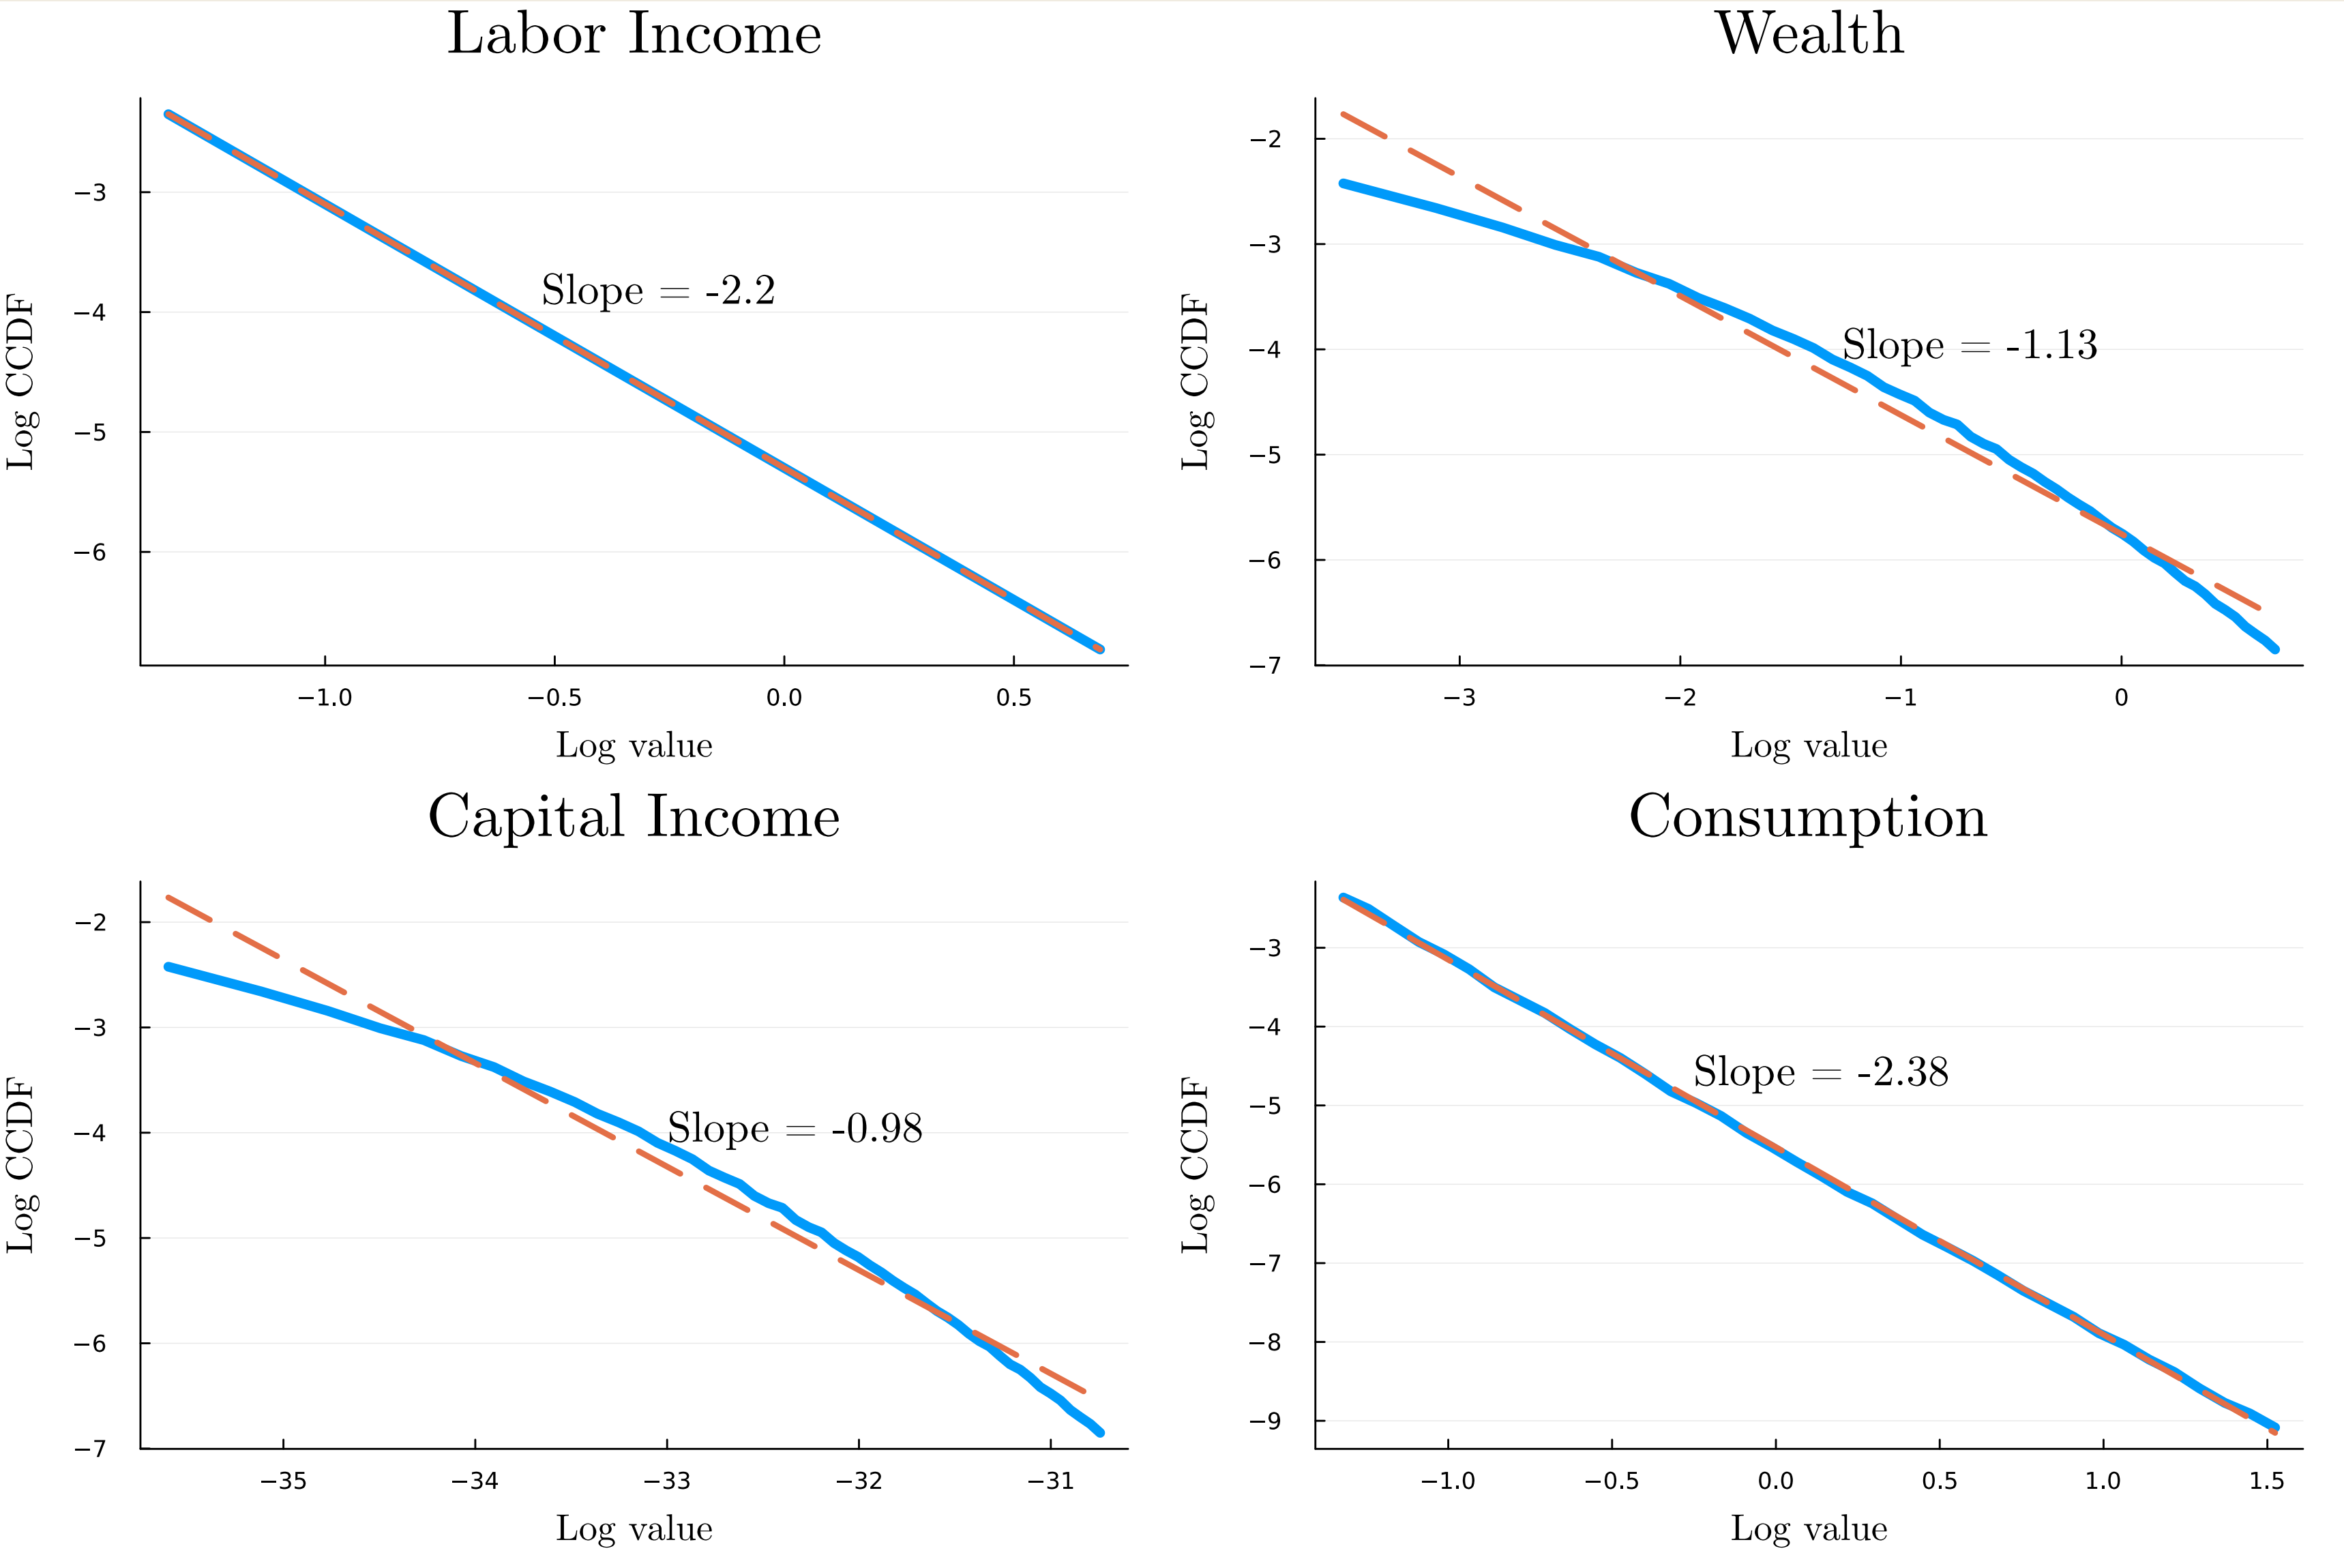 Labor Income
Log CCDF
−3
−4
−5
−6
Slope = -2.2
−1.0 −0.5 0.0 0.5
Log value
Wealth
Log CCDF
−2
−3
−4
−5
−6
−7
Slope = -1.13
−3 −2 −1 0
Log value
Capital Income
Log CCDF
−2
−3
−4
−5
−6
−7
Slope = -0.98
−35 −34 −33 −32 −31
Log value
Consumption
Log CCDF
−3
−4
−5
−6
−7
−8
−9
Slope = -2.38
−1.0 −0.5 0.0 0.5 1.0 1.5
Log value